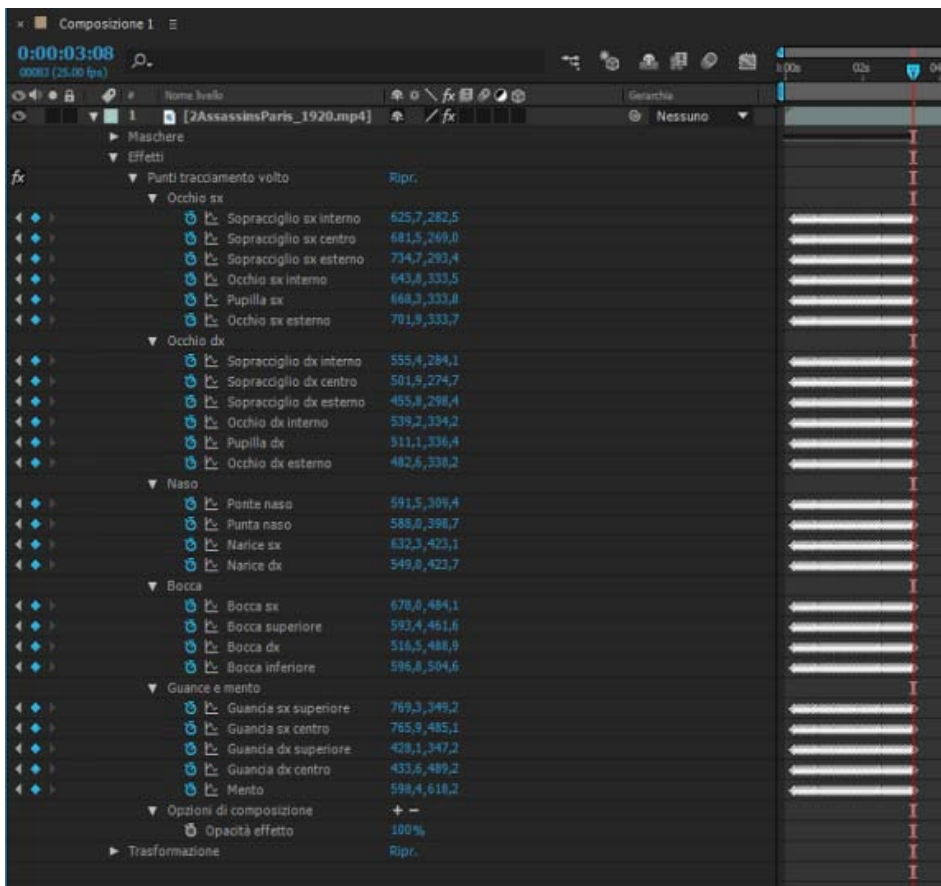 Composizione 1
0:00:03:08
00083 (25.00 fps)
:00s 02s 04
# Nome livello Gerarchia
1 [2AssassinsParis_1920.mp4] fx Nessuno
Maschere
Effetti
fx Punti tracciamento volto Ripr.
Occhio sx
Sopracciglio sx interno 625,7,282,5
Sopracciglio sx centro 681,5,269,0
Sopracciglio sx esterno 734,7,293,4
Occhio sx interno 643,8,333,5
Pupilla sx 668,3,333,8
Occhio sx esterno 701,9,333,7
Occhio dx
Sopracciglio dx interno 555,4,284,1
Sopracciglio dx centro 501,9,274,7
Sopracciglio dx esterno 455,8,298,4
Occhio dx interno 539,2,334,2
Pupilla dx 511,1,336,4
Occhio dx esterno 482,6,338,2
Naso
Ponte naso 591,5,309,4
Punta naso 588,0,398,7
Narice sx 632,3,423,1
Narice dx 549,0,423,7
Bocca
Bocca sx 678,0,484,1
Bocca superiore 593,4,461,6
Bocca dx 516,5,488,9
Bocca inferiore 596,8,504,6
Guance e mento
Guancia sx superiore 769,3,349,2
Guancia sx centro 765,9,485,1
Guancia dx superiore 428,1,347,2
Guancia dx centro 433,6,489,2
Mento 598,4,618,2
Opzioni di composizione + −
Opacità effetto 100%
Trasformazione Ripr.